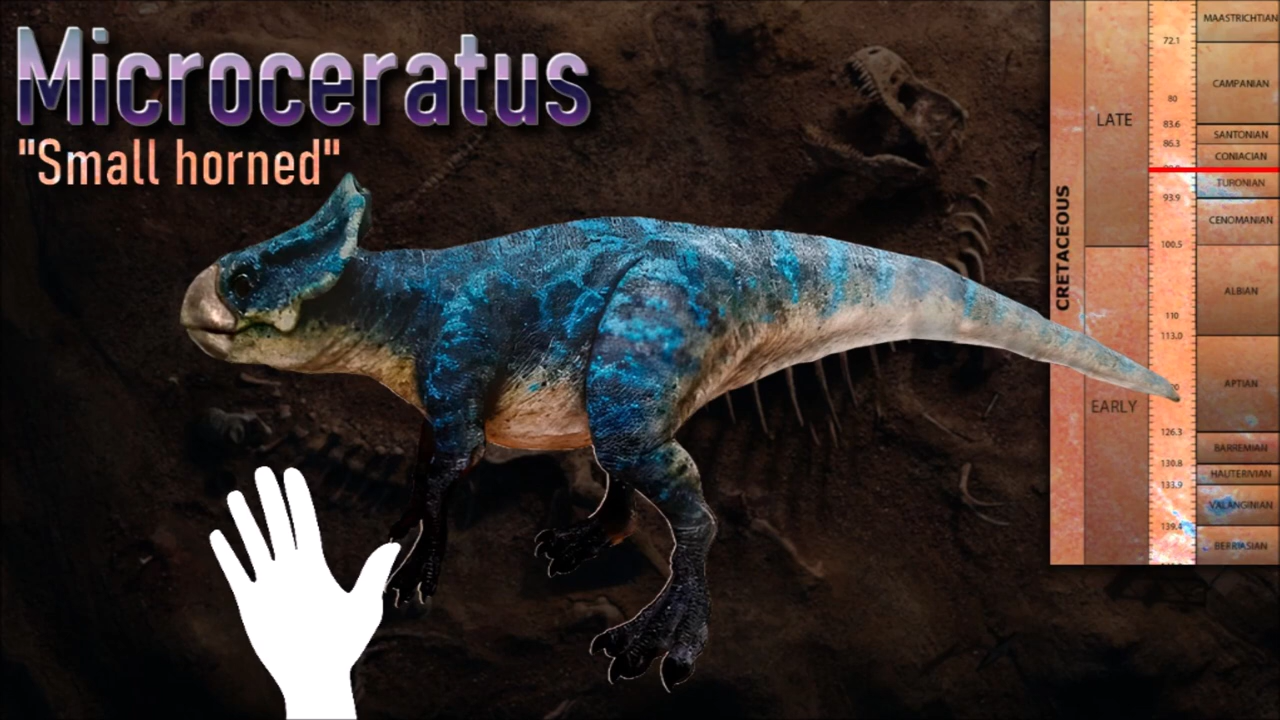 Microceratus
"Small horned"
CRETACEOUS
LATE
EARLY
72.1
80
83.6
86.3
93.9
100.5
110
113.0
126.3
130.8
133.9
139.4
MAASTRICHTIAN
CAMPANIAN
SANTONIAN
CONIACIAN
TURONIAN
CENOMANIAN
ALBIAN
APTIAN
BARREMIAN
HAUTERIVIAN
VALANGINIAN
BERRIASIAN